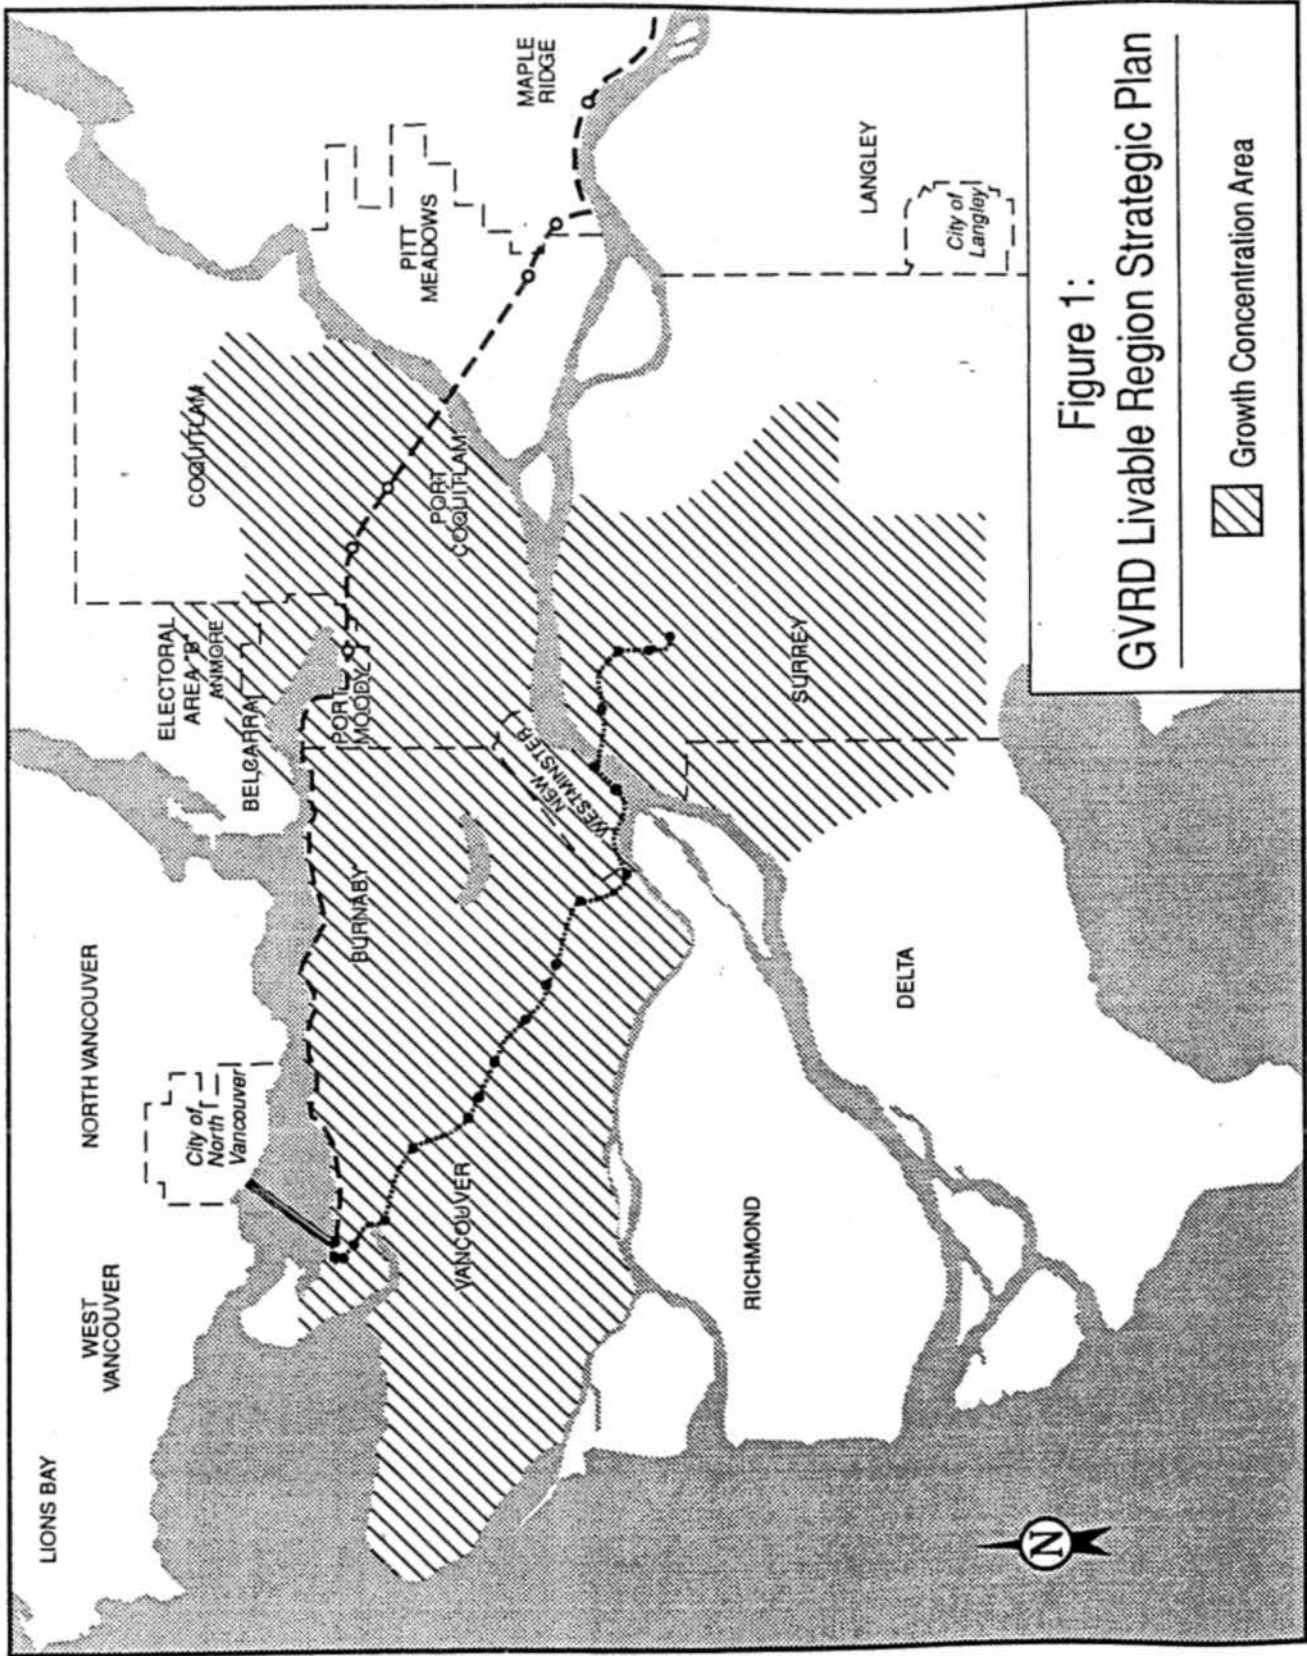 LIONS BAY
WEST
VANCOUVER
NORTH VANCOUVER
City of
North
Vancouver
ELECTORAL
AREA "B"
ANMORE
BELCARRA
COQUITLAM
PORT
MOODY
PORT
COQUITLAM
PITT
MEADOWS
MAPLE
RIDGE
BURNABY
VANCOUVER
NEW
WESTMINSTER
SURREY
LANGLEY
City of
Langley
RICHMOND
DELTA
N
Figure 1:
GVRD Livable Region Strategic Plan
Growth Concentration Area